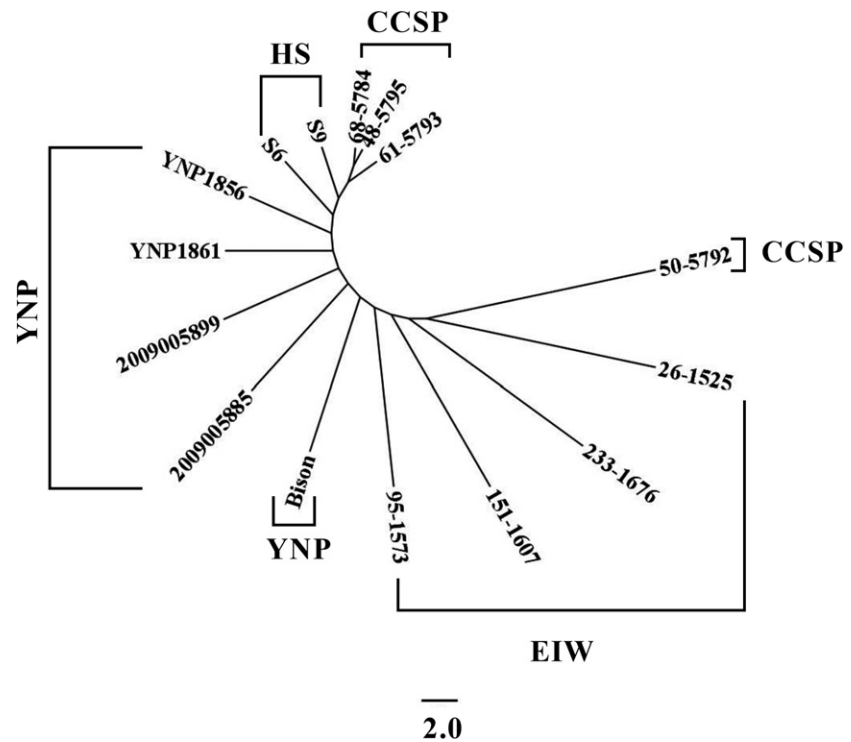 CCSP
HS
68-5784
48-5795
61-5793
S9
S6
YNP1856
YNP1861
50-5792
CCSP
YNP
2009005899
26-1525
2009005885
233-1676
Bison
YNP
95-1573
151-1607
EIW
2.0